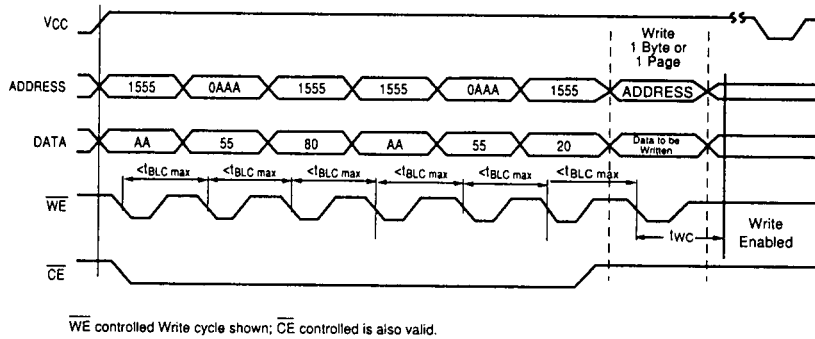 VCC
Write
1 Byte or
1 Page
ADDRESS 1555 0AAA 1555 1555 0AAA 1555 ADDRESS
DATA AA 55 80 AA 55 20 Data to be
Written
<tBLC max <tBLC max <tBLC max <tBLC max <tBLC max <tBLC max
WE
tWC
Write
Enabled
CE
WE controlled Write cycle shown; CE controlled is also valid.